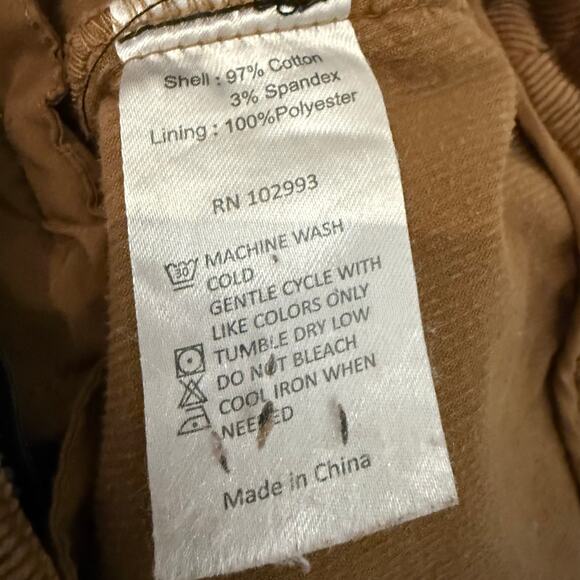 Shell : 97% Cotton
3% Spandex
Lining : 100%Polyester
RN 102993
30
MACHINE WASH
COLD
GENTLE CYCLE WITH
LIKE COLORS ONLY
TUMBLE DRY LOW
DO NOT BLEACH
COOL IRON WHEN
NEEDED
Made in China